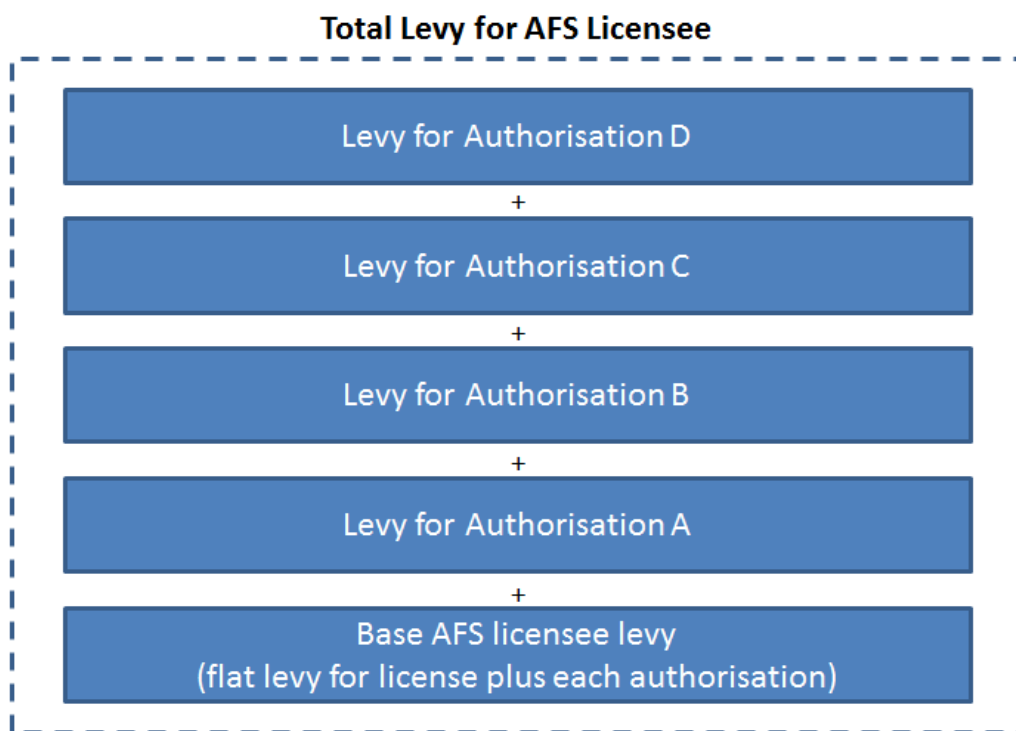 Total Levy for AFS Licensee
Levy for Authorisation D
+
Levy for Authorisation C
+
Levy for Authorisation B
+
Levy for Authorisation A
+
Base AFS licensee levy
(flat levy for license plus each authorisation)